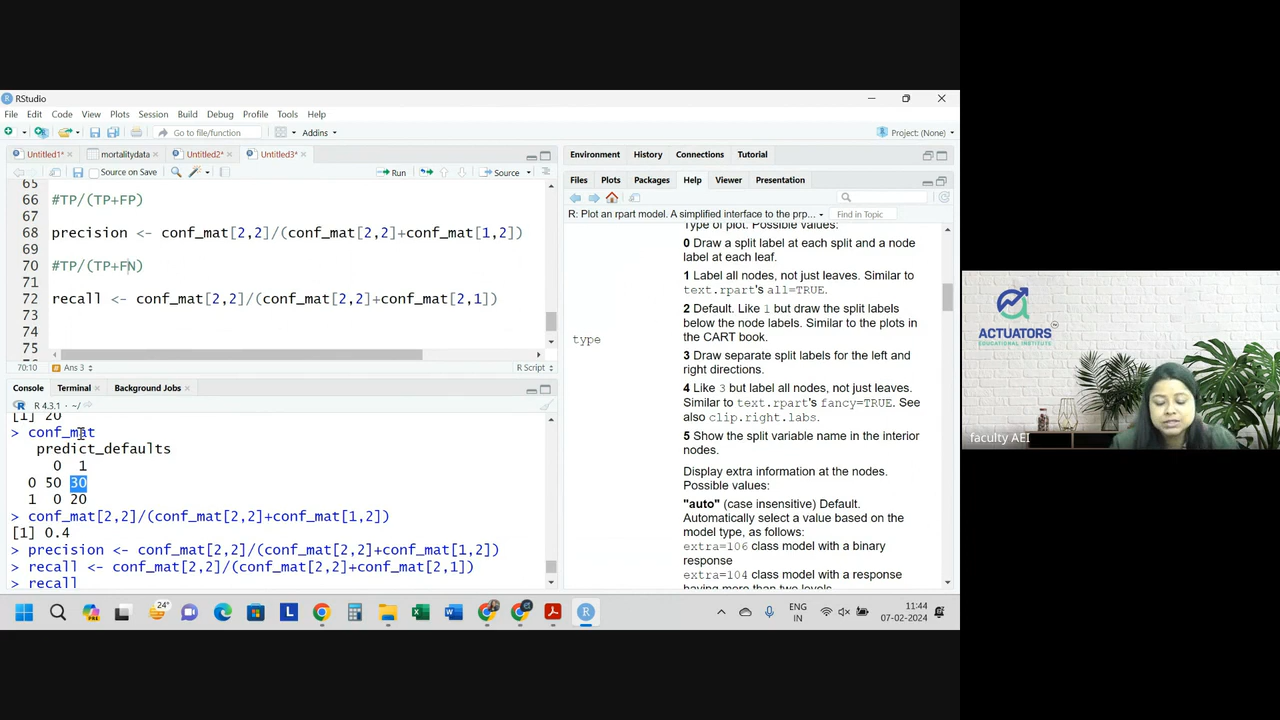 RStudio
File Edit Code View Plots Session Build Debug Profile Tools Help
Go to file/function Addins Project: (None)
Untitled1* mortalitydata Untitled2* Untitled3*
Source on Save Run Source
65
66 #TP/(TP+FP)
67
68 precision <- conf_mat[2,2]/(conf_mat[2,2]+conf_mat[1,2])
69
70 #TP/(TP+FN)
71
72 recall <- conf_mat[2,2]/(conf_mat[2,2]+conf_mat[2,1])
73
74
75
70:10 Ans 3 R Script
Console Terminal Background Jobs
R 4.3.1 · ~/
[1] 20
> conf_mat
predict_defaults
0 1
0 50 30
1 0 20
> conf_mat[2,2]/(conf_mat[2,2]+conf_mat[1,2])
[1] 0.4
> precision <- conf_mat[2,2]/(conf_mat[2,2]+conf_mat[1,2])
> recall <- conf_mat[2,2]/(conf_mat[2,2]+conf_mat[2,1])
> recall
Environment History Connections Tutorial
Files Plots Packages Help Viewer Presentation
R: Plot an rpart model. A simplified interface to the prp... Find in Topic
Type of plot. Possible values:
0 Draw a split label at each split and a node
label at each leaf.
1 Label all nodes, not just leaves. Similar to
text.rpart's all=TRUE.
2 Default. Like 1 but draw the split labels
below the node labels. Similar to the plots in
the CART book.
type
3 Draw separate split labels for the left and
right directions.
4 Like 3 but label all nodes, not just leaves.
Similar to text.rpart's fancy=TRUE. See
also clip.right.labs.
5 Show the split variable name in the interior
nodes.
Display extra information at the nodes.
Possible values:
"auto" (case insensitive) Default.
Automatically select a value based on the
model type, as follows:
extra=106 class model with a binary
response
extra=104 class model with a response
having more than two levels
24°
ENG
IN
11:44
07-02-2024
ACTUATORS
EDUCATIONAL INSTITUTE
faculty AEI